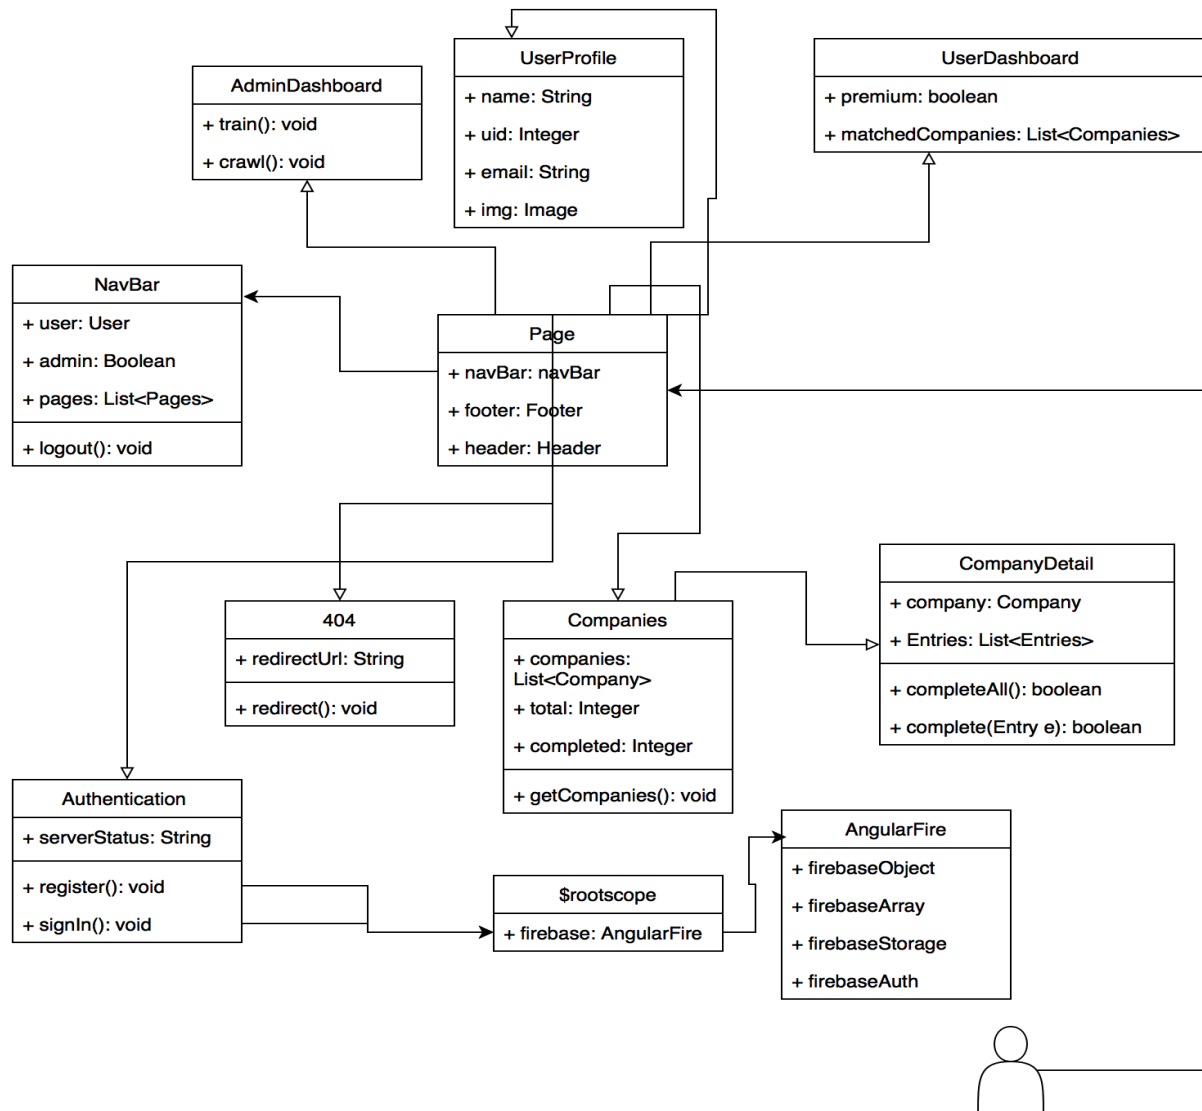 UserProfile
+ name: String
+ uid: Integer
+ email: String
+ img: Image
UserDashboard
+ premium: boolean
+ matchedCompanies: List<Companies>
AdminDashboard
+ train(): void
+ crawl(): void
NavBar
+ user: User
+ admin: Boolean
+ pages: List<Pages>
+ logout(): void
Page
+ navBar: navBar
+ footer: Footer
+ header: Header
CompanyDetail
+ company: Company
+ Entries: List<Entries>
+ completeAll(): boolean
+ complete(Entry e): boolean
404
+ redirectUrl: String
+ redirect(): void
Companies
+ companies:
List<Company>
+ total: Integer
+ completed: Integer
+ getCompanies(): void
Authentication
+ serverStatus: String
+ register(): void
+ signIn(): void
$rootscope
+ firebase: AngularFire
AngularFire
+ firebaseObject
+ firebaseArray
+ firebaseStorage
+ firebaseAuth